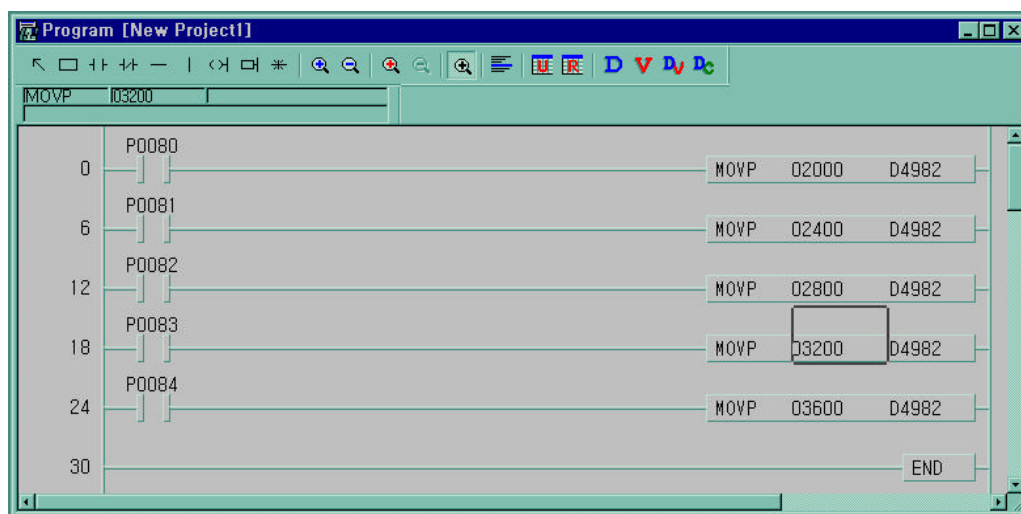 Program [New Project1]
U R D V DV DC
MOVP 03200
P0080
0 MOVP 02000 D4982
P0081
6 MOVP 02400 D4982
P0082
12 MOVP 02800 D4982
P0083
18 MOVP 03200 D4982
P0084
24 MOVP 03600 D4982
30 END